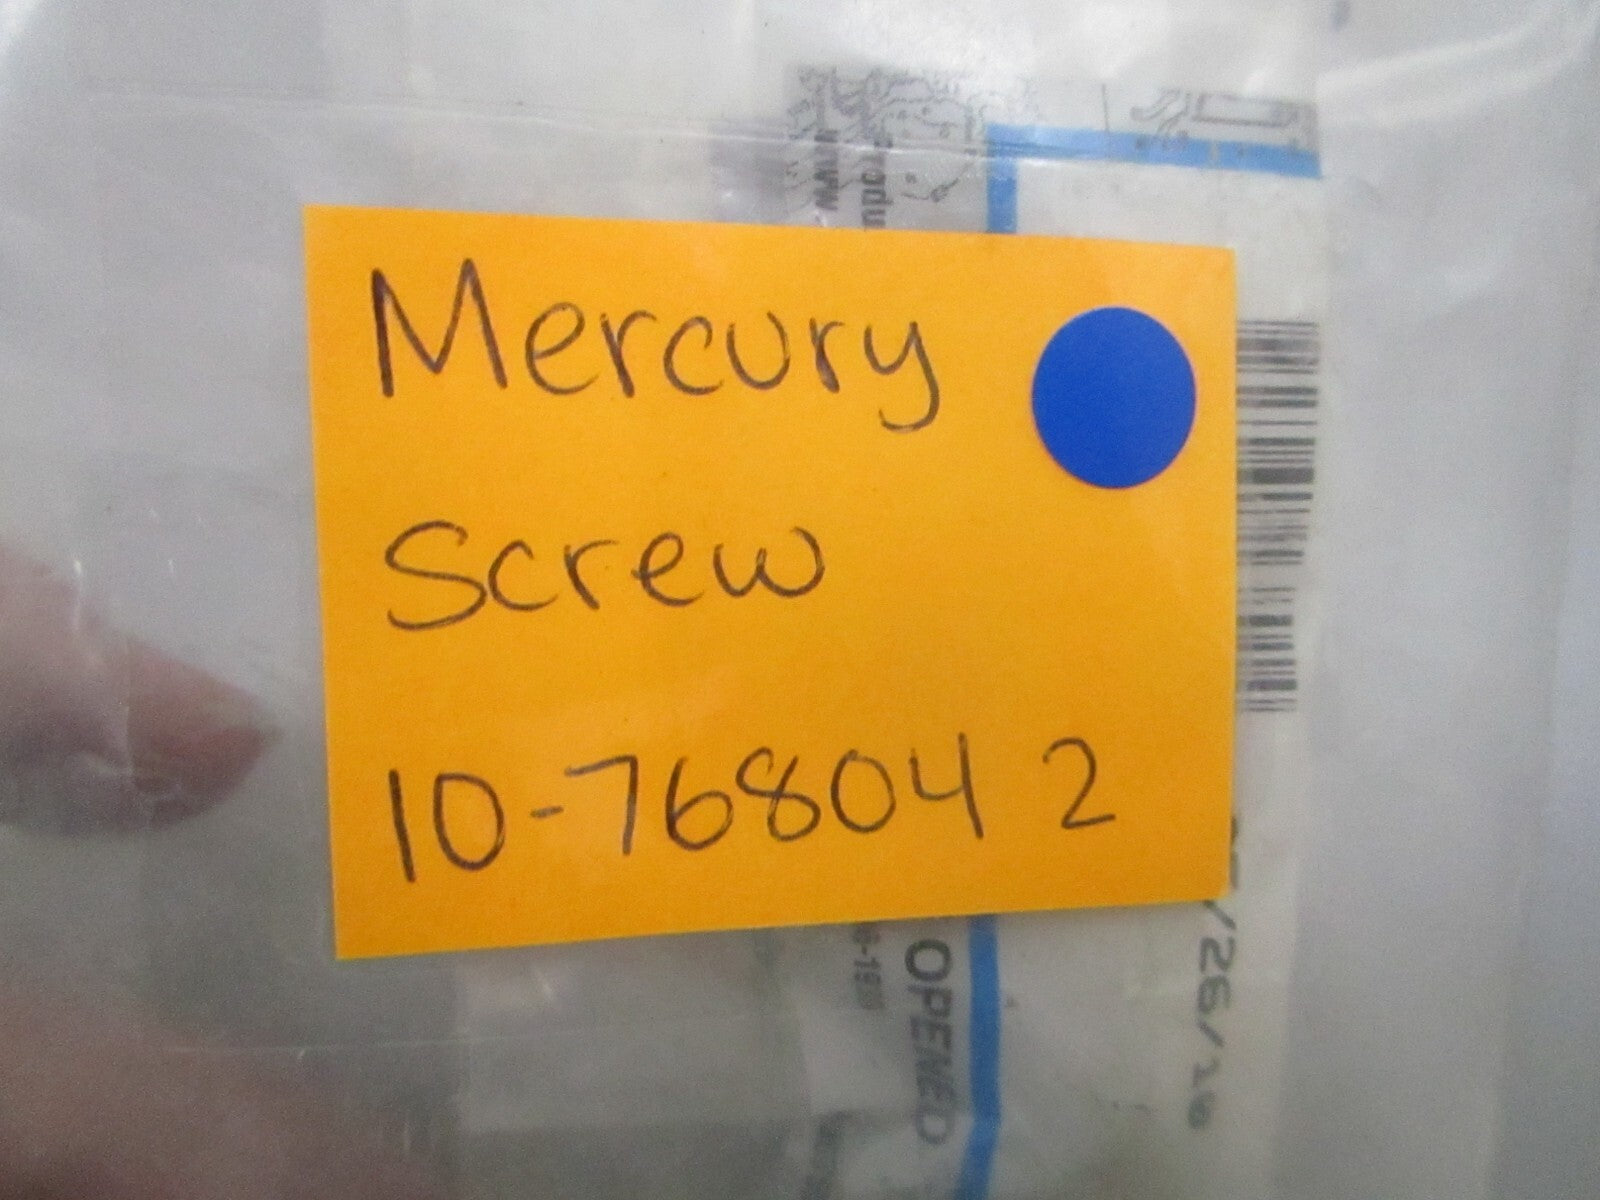 Mercury
Screw
10-76804 2
OPENED